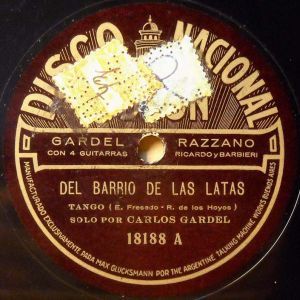 DISCO NACIONAL
GARDEL RAZZANO
CON 4 GUITARRAS RICARDO y BARBIERI
DEL BARRIO DE LAS LATAS
TANGO (E. Fresedo - R. de los Hoyos)
SOLO POR CARLOS GARDEL
18188 A
MANUFACTURADO EXCLUSIVAMENTE PARA MAX GLÜCKSMANN POR THE ARGENTINE TALKING MACHINE WORKS BUENOS AIRES